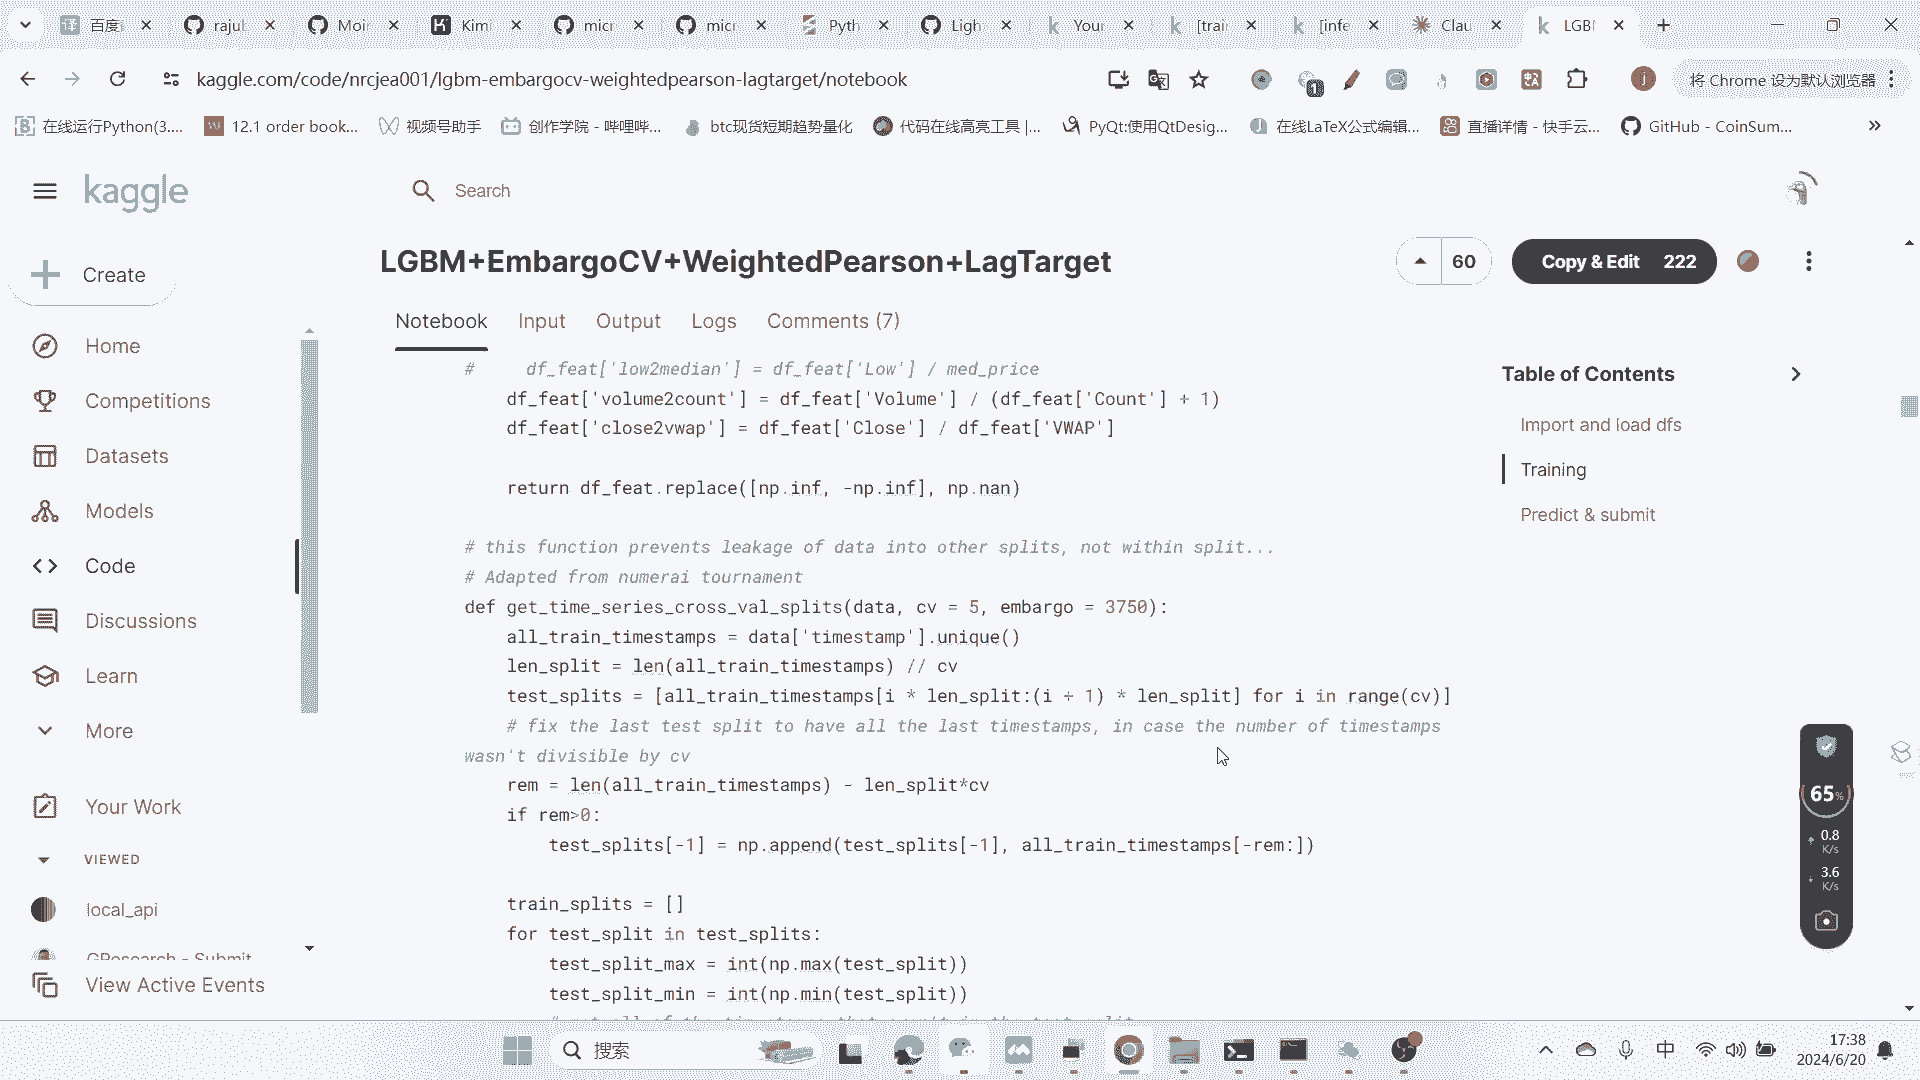 百度
rajul
Moir
Kimi
micr
micr
Pyth
Ligh
Your
[train
[infe
Clau
LGBM
kaggle.com/code/nrcjea001/lgbm-embargocv-weightedpearson-lagtarget/notebook
将 Chrome 设为默认浏览器
在线运行Python(3....
12.1 order book...
视频号助手
创作学院 - 哔哩哔...
btc现货短期趋势量化
代码在线高亮工具 |...
PyQt:使用QtDesig...
在线LaTeX公式编辑...
直播详情 - 快手云...
GitHub - CoinSum...
kaggle
Search
LGBM+EmbargoCV+WeightedPearson+LagTarget
60
Copy & Edit 222
Create
Notebook
Input
Output
Logs
Comments (7)
Home
Competitions
Datasets
Models
Code
Discussions
Learn
More
Your Work
VIEWED
local_api
GResearch - Submit
View Active Events
#     df_feat['low2median'] = df_feat['Low'] / med_price
df_feat['volume2count'] = df_feat['Volume'] / (df_feat['Count'] + 1)
df_feat['close2vwap'] = df_feat['Close'] / df_feat['VWAP']
return df_feat.replace([np.inf, -np.inf], np.nan)
# this function prevents leakage of data into other splits, not within split...
# Adapted from numerai tournament
def get_time_series_cross_val_splits(data, cv = 5, embargo = 3750):
all_train_timestamps = data['timestamp'].unique()
len_split = len(all_train_timestamps) // cv
test_splits = [all_train_timestamps[i * len_split:(i + 1) * len_split] for i in range(cv)]
# fix the last test split to have all the last timestamps, in case the number of timestamps
wasn't divisible by cv
rem = len(all_train_timestamps) - len_split*cv
if rem>0:
test_splits[-1] = np.append(test_splits[-1], all_train_timestamps[-rem:])
train_splits = []
for test_split in test_splits:
test_split_max = int(np.max(test_split))
test_split_min = int(np.min(test_split))
Table of Contents
Import and load dfs
Training
Predict & submit
65%
0.8
K/s
3.6
K/s
搜索
中
17:38
2024/6/20